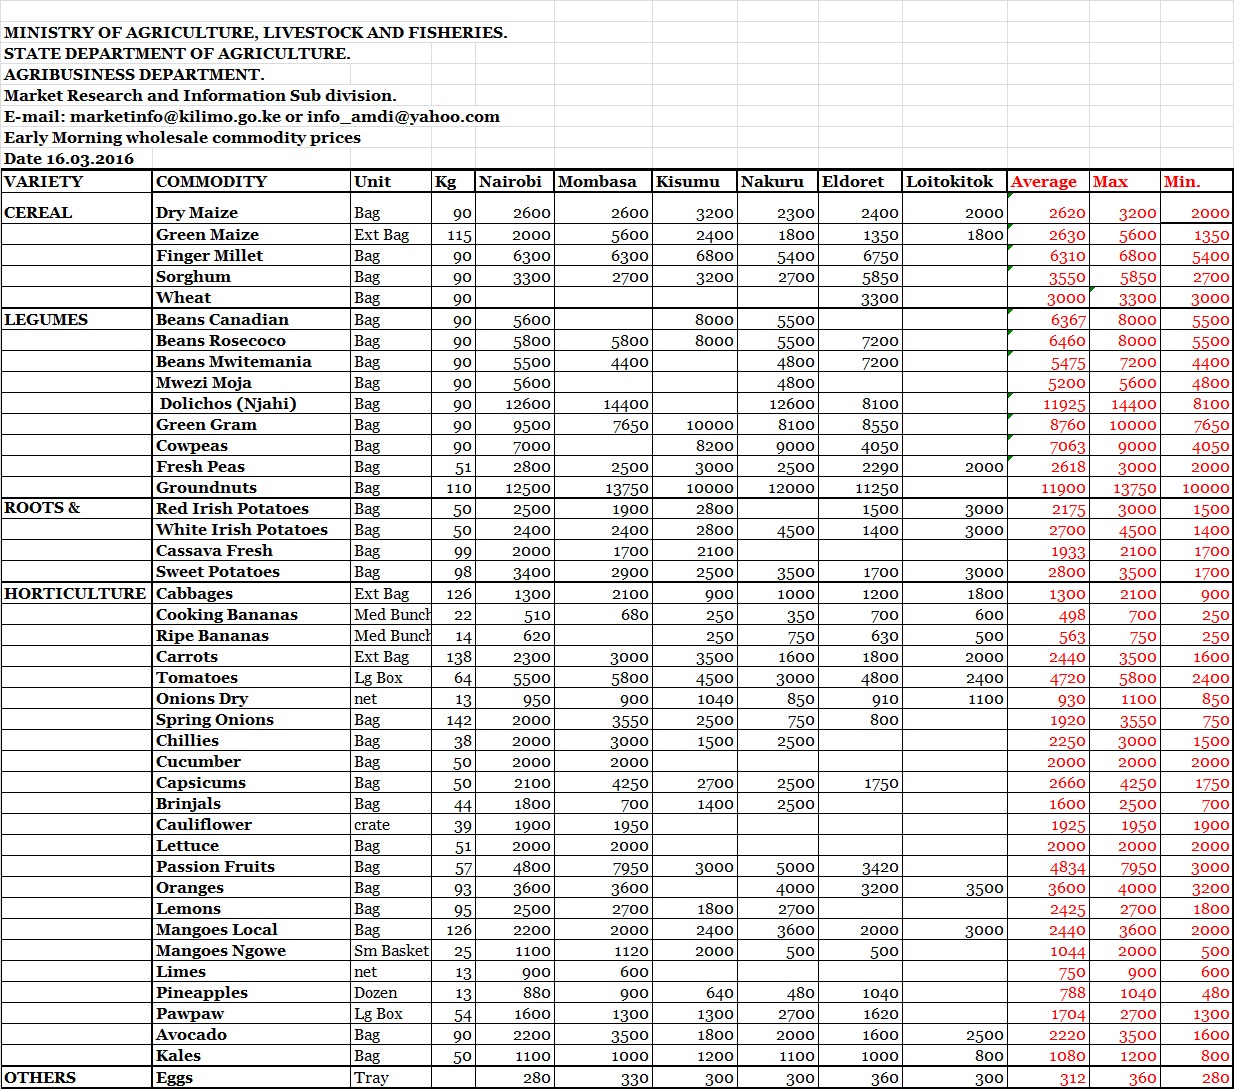 MINISTRY OF AGRICULTURE, LIVESTOCK AND FISHERIES.
STATE DEPARTMENT OF AGRICULTURE.
AGRIBUSINESS DEPARTMENT.
Market Research and Information Sub division.
E-mail: marketinfo@kilimo.go.ke or info_amdi@yahoo.com
Early Morning wholesale commodity prices
Date 16.03.2016
VARIETY COMMODITY Unit Kg Nairobi Mombasa Kisumu Nakuru Eldoret Loitokitok Average Max Min.
CEREAL Dry Maize Bag 90 2600 2600 3200 2300 2400 2000 2620 3200 2000
Green Maize Ext Bag 115 2000 5600 2400 1800 1350 1800 2630 5600 1350
Finger Millet Bag 90 6300 6300 6800 5400 6750 6310 6800 5400
Sorghum Bag 90 3300 2700 3200 2700 5850 3550 5850 2700
Wheat Bag 90 3300 3000 3300 3000
LEGUMES Beans Canadian Bag 90 5600 8000 5500 6367 8000 5500
Beans Rosecoco Bag 90 5800 5800 8000 5500 7200 6460 8000 5500
Beans Mwitemania Bag 90 5500 4400 4800 7200 5475 7200 4400
Mwezi Moja Bag 90 5600 4800 5200 5600 4800
Dolichos (Njahi) Bag 90 12600 14400 12600 8100 11925 14400 8100
Green Gram Bag 90 9500 7650 10000 8100 8550 8760 10000 7650
Cowpeas Bag 90 7000 8200 9000 4050 7063 9000 4050
Fresh Peas Bag 51 2800 2500 3000 2500 2290 2000 2618 3000 2000
Groundnuts Bag 110 12500 13750 10000 12000 11250 11900 13750 10000
ROOTS & Red Irish Potatoes Bag 50 2500 1900 2800 1500 3000 2175 3000 1500
White Irish Potatoes Bag 50 2400 2400 2800 4500 1400 3000 2700 4500 1400
Cassava Fresh Bag 99 2000 1700 2100 1933 2100 1700
Sweet Potatoes Bag 98 3400 2900 2500 3500 1700 3000 2800 3500 1700
HORTICULTURE Cabbages Ext Bag 126 1300 2100 900 1000 1200 1800 1300 2100 900
Cooking Bananas Med Bunch 22 510 680 250 350 700 600 498 700 250
Ripe Bananas Med Bunch 14 620 250 750 630 500 563 750 250
Carrots Ext Bag 138 2300 3000 3500 1600 1800 2000 2440 3500 1600
Tomatoes Lg Box 64 5500 5800 4500 3000 4800 2400 4720 5800 2400
Onions Dry net 13 950 900 1040 850 910 1100 930 1100 850
Spring Onions Bag 142 2000 3550 2500 750 800 1920 3550 750
Chillies Bag 38 2000 3000 1500 2500 2250 3000 1500
Cucumber Bag 50 2000 2000 2000 2000 2000
Capsicums Bag 50 2100 4250 2700 2500 1750 2660 4250 1750
Brinjals Bag 44 1800 700 1400 2500 1600 2500 700
Cauliflower crate 39 1900 1950 1925 1950 1900
Lettuce Bag 51 2000 2000 2000 2000 2000
Passion Fruits Bag 57 4800 7950 3000 5000 3420 4834 7950 3000
Oranges Bag 93 3600 3600 4000 3200 3500 3600 4000 3200
Lemons Bag 95 2500 2700 1800 2700 2425 2700 1800
Mangoes Local Bag 126 2200 2000 2400 3600 2000 3000 2440 3600 2000
Mangoes Ngowe Sm Basket 25 1100 1120 2000 500 500 1044 2000 500
Limes net 13 900 600 750 900 600
Pineapples Dozen 13 880 900 640 480 1040 788 1040 480
Pawpaw Lg Box 54 1600 1300 1300 2700 1620 1704 2700 1300
Avocado Bag 90 2200 3500 1800 2000 1600 2500 2220 3500 1600
Kales Bag 50 1100 1000 1200 1100 1000 800 1080 1200 800
OTHERS Eggs Tray 280 330 300 300 360 300 312 360 280